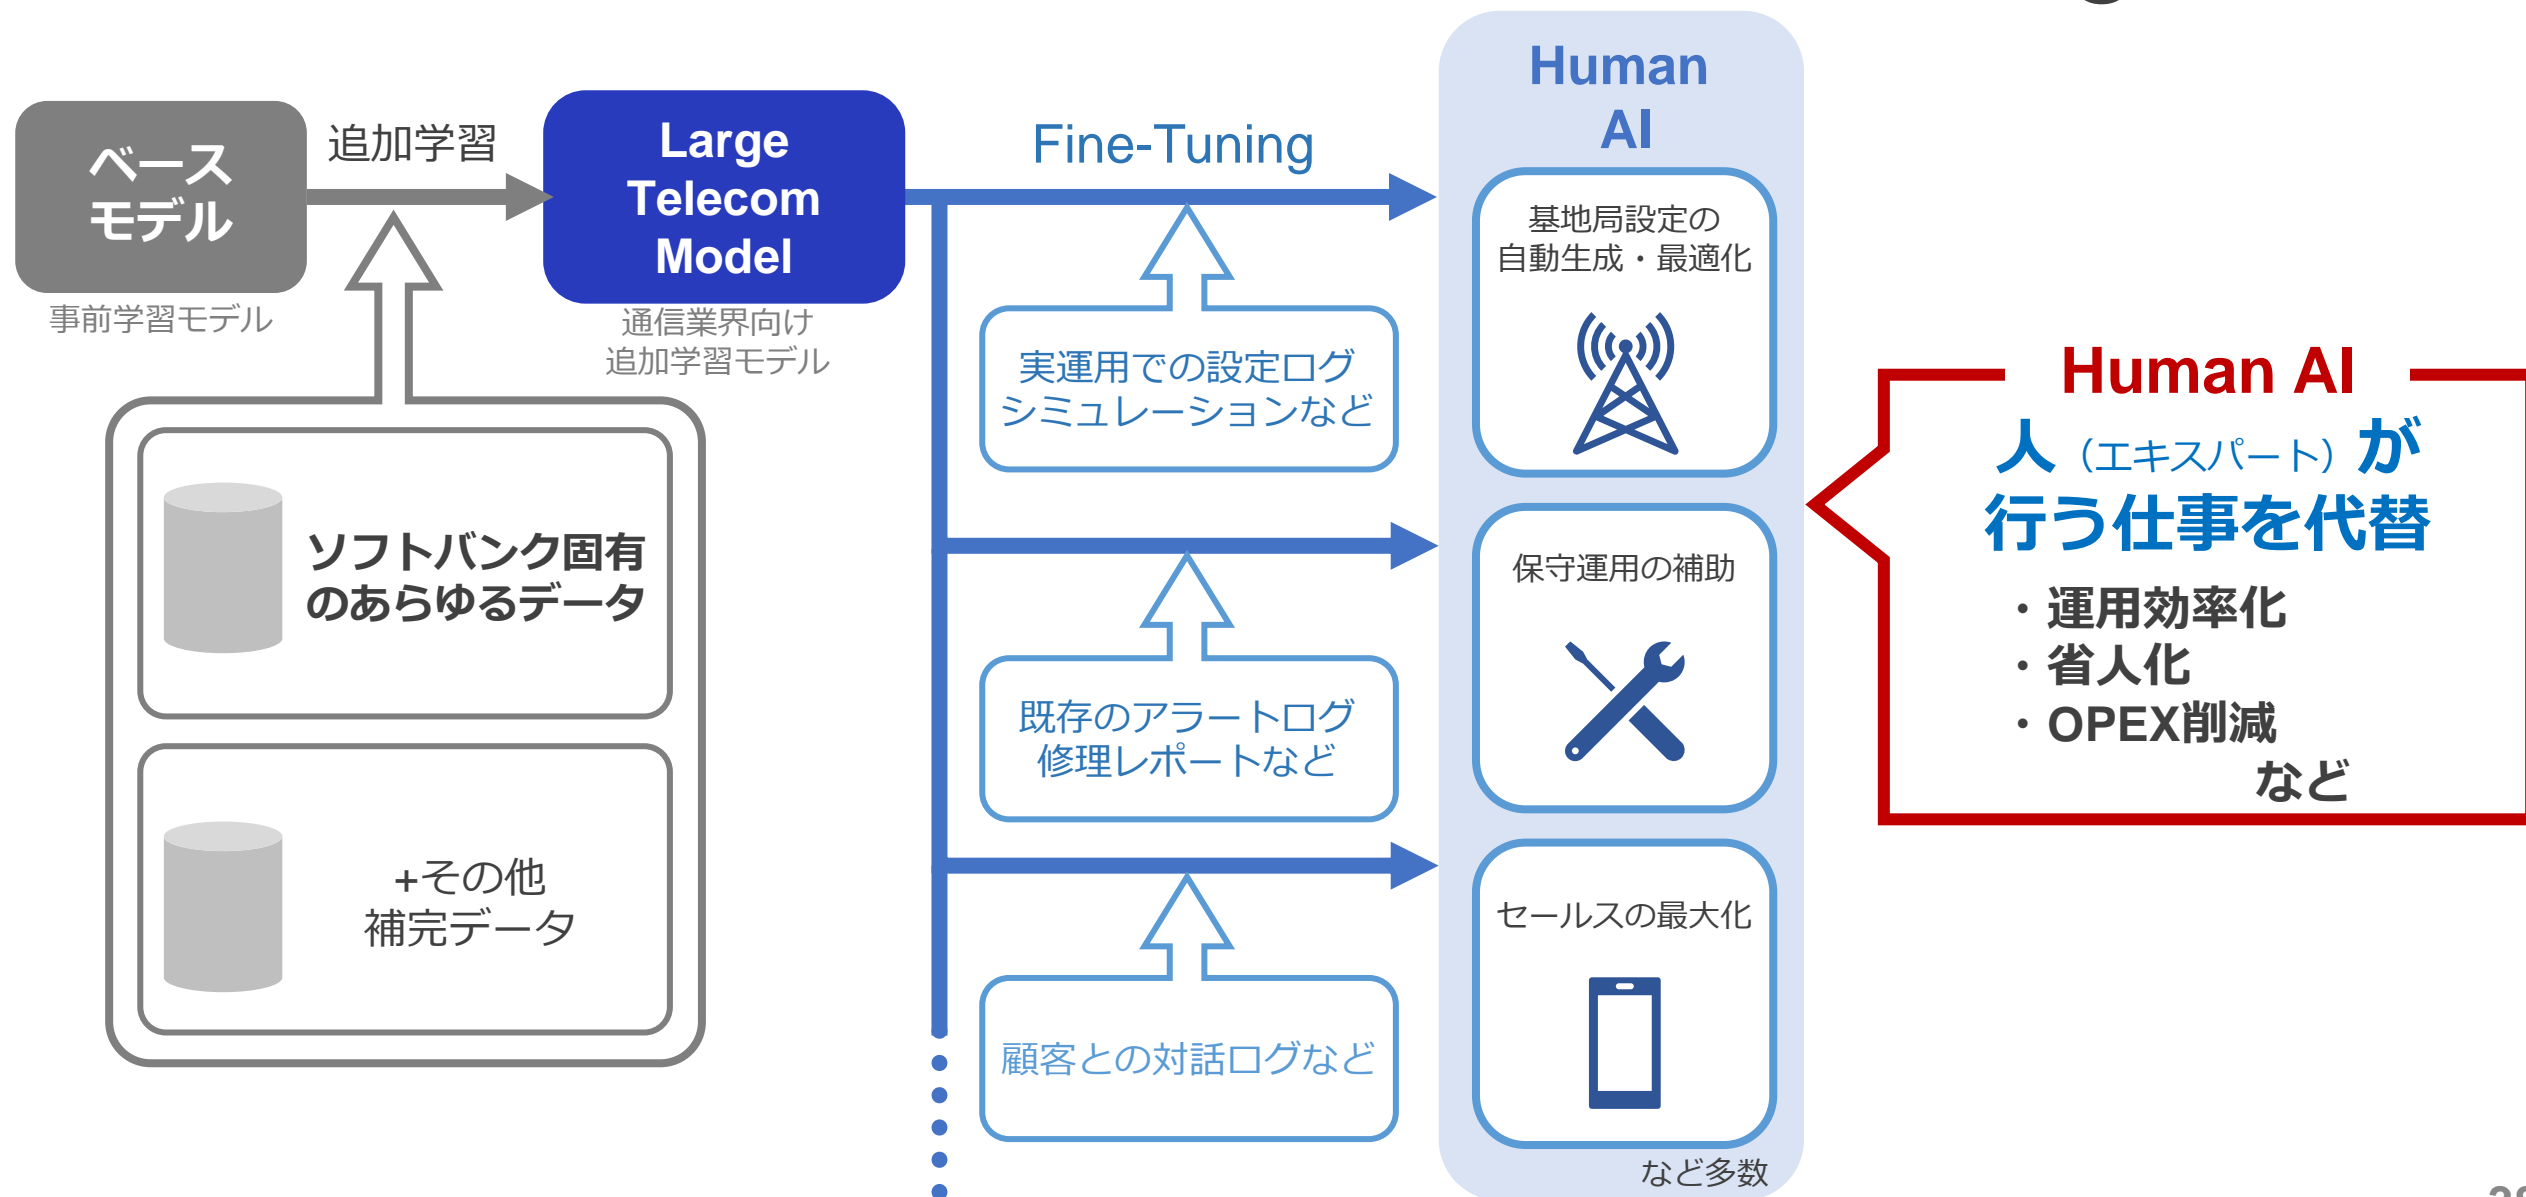 ベース
モデル
事前学習モデル
追加学習
Large
Telecom
Model
通信業界向け
追加学習モデル
ソフトバンク固有
のあらゆるデータ
+その他
補完データ
Fine-Tuning
実運用での設定ログ
シミュレーションなど
既存のアラートログ
修理レポートなど
顧客との対話ログなど
Human
AI
基地局設定の
自動生成・最適化
保守運用の補助
セールスの最大化
など多数
Human AI
人（エキスパート）が
行う仕事を代替
・運用効率化
・省人化
・OPEX削減
など